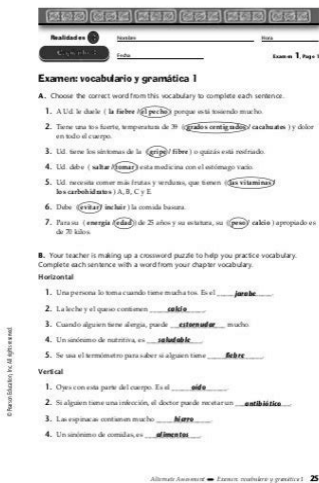 Realidades
Nombre
Hora
Capítulo 3
Fecha
Examen 1, Page 1
Examen: vocabulario y gramática 1
A. Choose the correct word from this vocabulary to complete each sentence.
1. A Ud. le duele ( la fiebre / el pecho ) porque está tosiendo mucho.
2. Tiene una tos fuerte, temperatura de 39 ( grados centígrados / cacahuates ) y dolor
en todo el cuerpo.
3. Ud. tiene los síntomas de la ( gripe / fibra ) o quizás está resfriado.
4. Ud. debe ( saltar / tomar ) esta medicina con el estómago vacío.
5. Ud. necesita comer más frutas y verduras, que tienen ( las vitaminas /
los carbohidratos ) A, B, C y E.
6. Debe ( evitar / incluir ) la comida basura.
7. Para su ( energía / edad ) de 25 años y su estatura, su ( peso / calcio ) apropiado es
de 70 kilos.
B. Your teacher is making up a crossword puzzle to help you practice vocabulary.
Complete each sentence with a word from your chapter vocabulary.
Horizontal
1. Una persona lo toma cuando tiene mucha tos. Es el jarabe.
2. La leche y el queso contienen calcio.
3. Cuando alguien tiene alergia, puede estornudar mucho.
4. Un sinónimo de nutritiva, es saludable.
5. Se usa el termómetro para saber si alguien tiene fiebre.
Vertical
1. Oyes con esta parte del cuerpo. Es el oído.
2. Si alguien tiene una infección, el doctor puede recetar un antibiótico.
3. Las espinacas contienen mucho hierro.
4. Un sinónimo de comidas, es alimentos.
© Pearson Education, Inc. All rights reserved.
Alternate Assessment — Examen: vocabulario y gramática 1 25